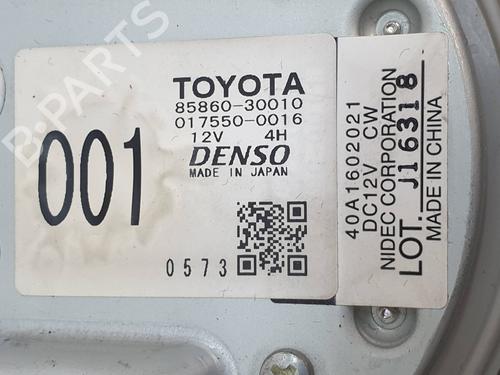 TOYOTA
85860-30010
017550-0016
12V 4H
DENSO
MADE IN JAPAN
001
0573
40A1602021
DC12V CW
NIDEC CORPORATION
LOT. J16318
MADE IN CHINA
B-PARTS